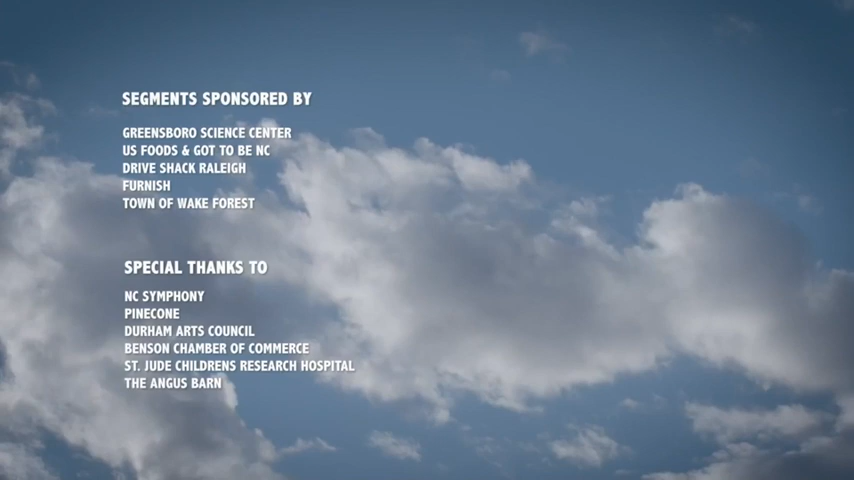 SEGMENTS SPONSORED BY
GREENSBORO SCIENCE CENTER
US FOODS & GOT TO BE NC
DRIVE SHACK RALEIGH
FURNISH
TOWN OF WAKE FOREST
SPECIAL THANKS TO
NC SYMPHONY
PINECONE
DURHAM ARTS COUNCIL
BENSON CHAMBER OF COMMERCE
ST. JUDE CHILDRENS RESEARCH HOSPITAL
THE ANGUS BARN